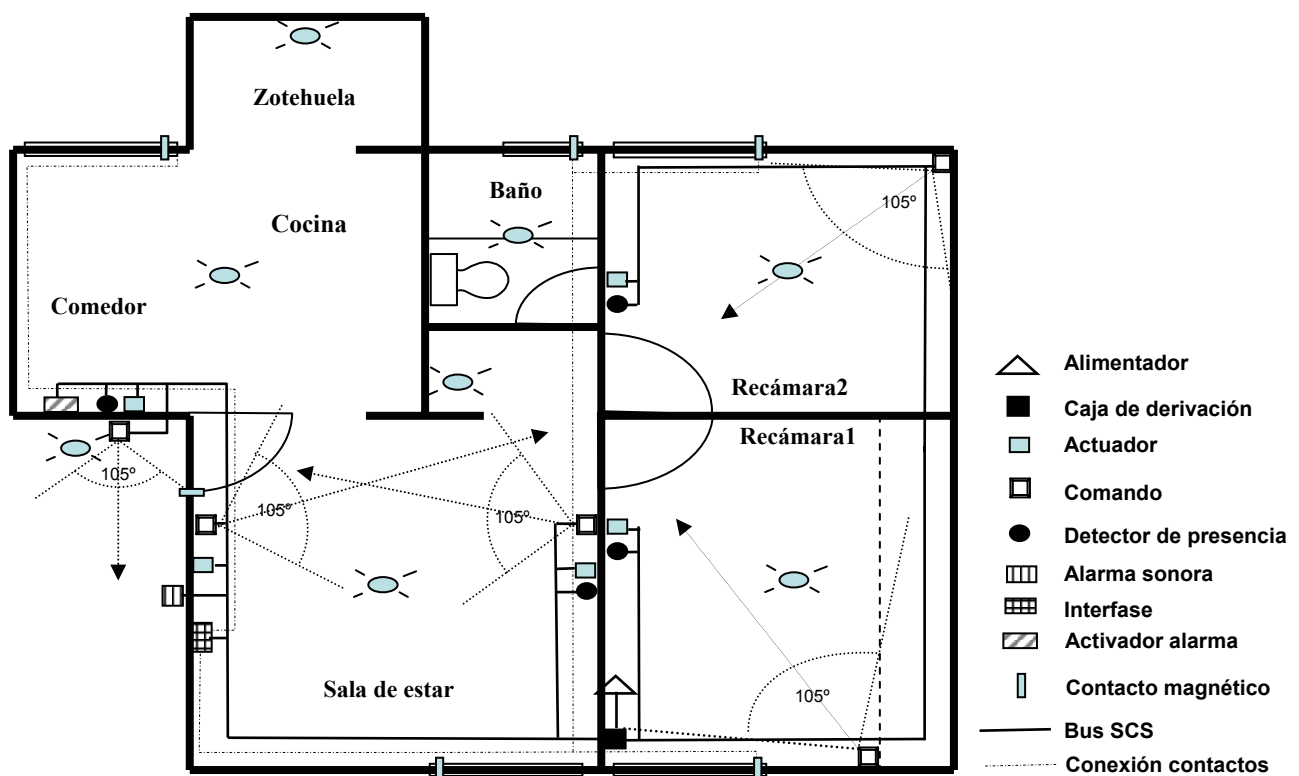 Zotehuela
Baño
105º
Cocina
Comedor
Recámara2
Recámara1
105º
105º
105º
Sala de estar
105º
Alimentador
Caja de derivación
Actuador
Comando
Detector de presencia
Alarma sonora
Interfase
Activador alarma
Contacto magnético
Bus SCS
Conexión contactos